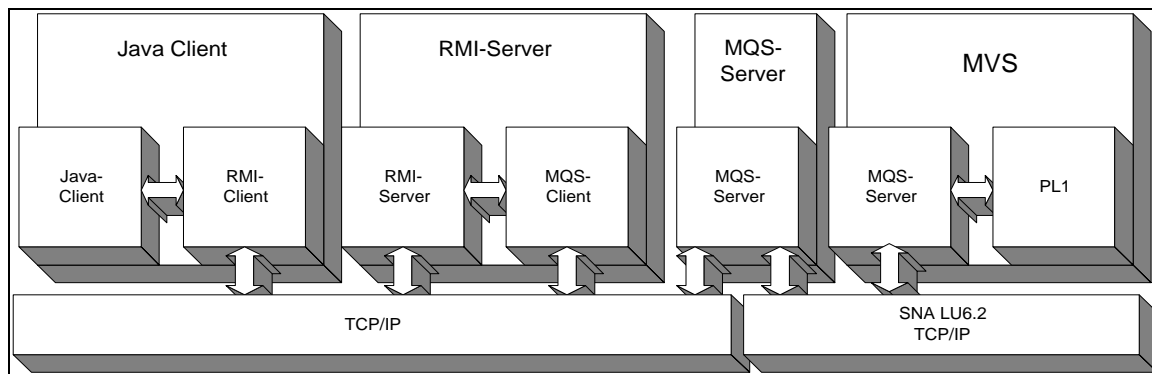 Java Client
RMI-Server
MQS-
Server
MVS
Java-
Client
RMI-
Client
RMI-
Server
MQS-
Client
MQS-
Server
MQS-
Server
PL1
TCP/IP
SNA LU6.2
TCP/IP